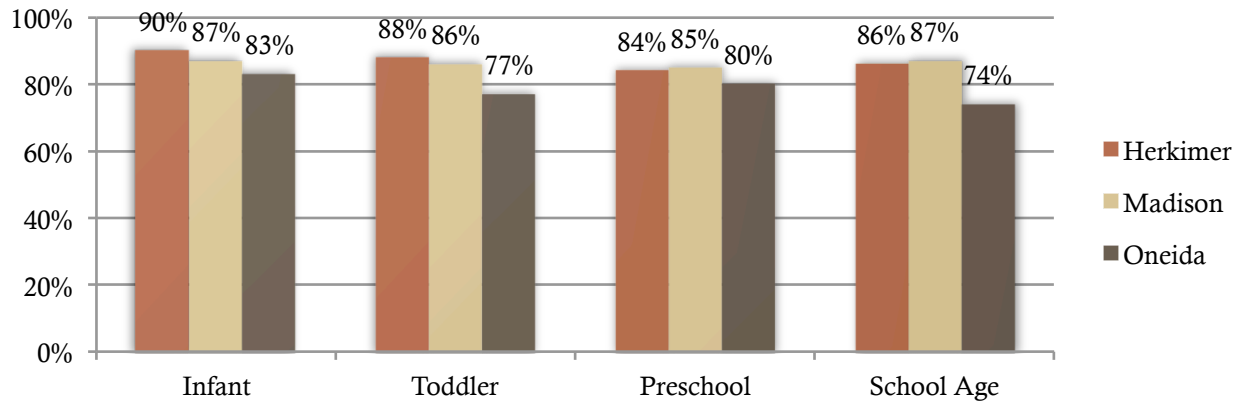 100%
80%
60%
40%
20%
0%
90%
87%
83%
88%
86%
77%
84%
85%
80%
86%
87%
74%
Infant
Toddler
Preschool
School Age
Herkimer
Madison
Oneida